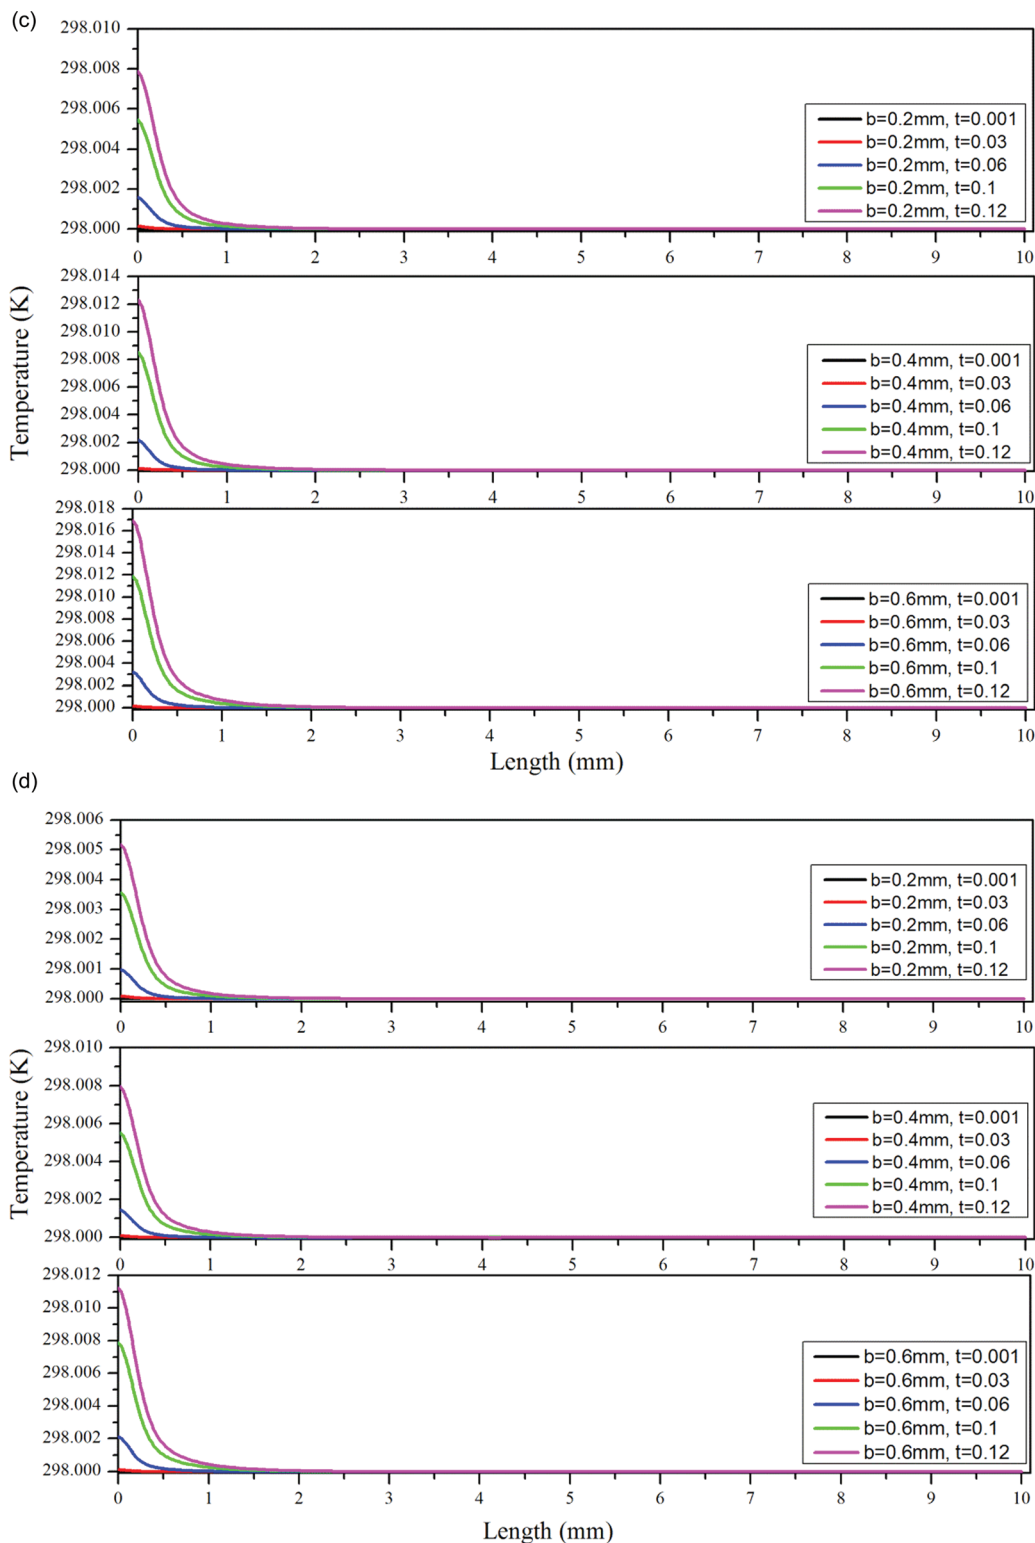 (c)
298.010
298.008
298.006
298.004
298.002
298.000
b=0.2mm, t=0.001
b=0.2mm, t=0.03
b=0.2mm, t=0.06
b=0.2mm, t=0.1
b=0.2mm, t=0.12
0 1 2 3 4 5 6 7 8 9 10
298.014
298.012
298.010
298.008
298.006
298.004
298.002
298.000
Temperature (K)
b=0.4mm, t=0.001
b=0.4mm, t=0.03
b=0.4mm, t=0.06
b=0.4mm, t=0.1
b=0.4mm, t=0.12
0 1 2 3 4 5 6 7 8 9 10
298.018
298.016
298.014
298.012
298.010
298.008
298.006
298.004
298.002
298.000
b=0.6mm, t=0.001
b=0.6mm, t=0.03
b=0.6mm, t=0.06
b=0.6mm, t=0.1
b=0.6mm, t=0.12
0 1 2 3 4 5 6 7 8 9 10
Length (mm)
(d)
298.006
298.005
298.004
298.003
298.002
298.001
298.000
b=0.2mm, t=0.001
b=0.2mm, t=0.03
b=0.2mm, t=0.06
b=0.2mm, t=0.1
b=0.2mm, t=0.12
0 1 2 3 4 5 6 7 8 9 10
298.010
298.008
298.006
298.004
298.002
298.000
Temperature (K)
b=0.4mm, t=0.001
b=0.4mm, t=0.03
b=0.4mm, t=0.06
b=0.4mm, t=0.1
b=0.4mm, t=0.12
0 1 2 3 4 5 6 7 8 9 10
298.012
298.010
298.008
298.006
298.004
298.002
298.000
b=0.6mm, t=0.001
b=0.6mm, t=0.03
b=0.6mm, t=0.06
b=0.6mm, t=0.1
b=0.6mm, t=0.12
0 1 2 3 4 5 6 7 8 9 10
Length (mm)